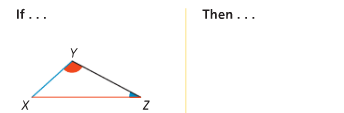 If . . . Then . . .
Y
X Z